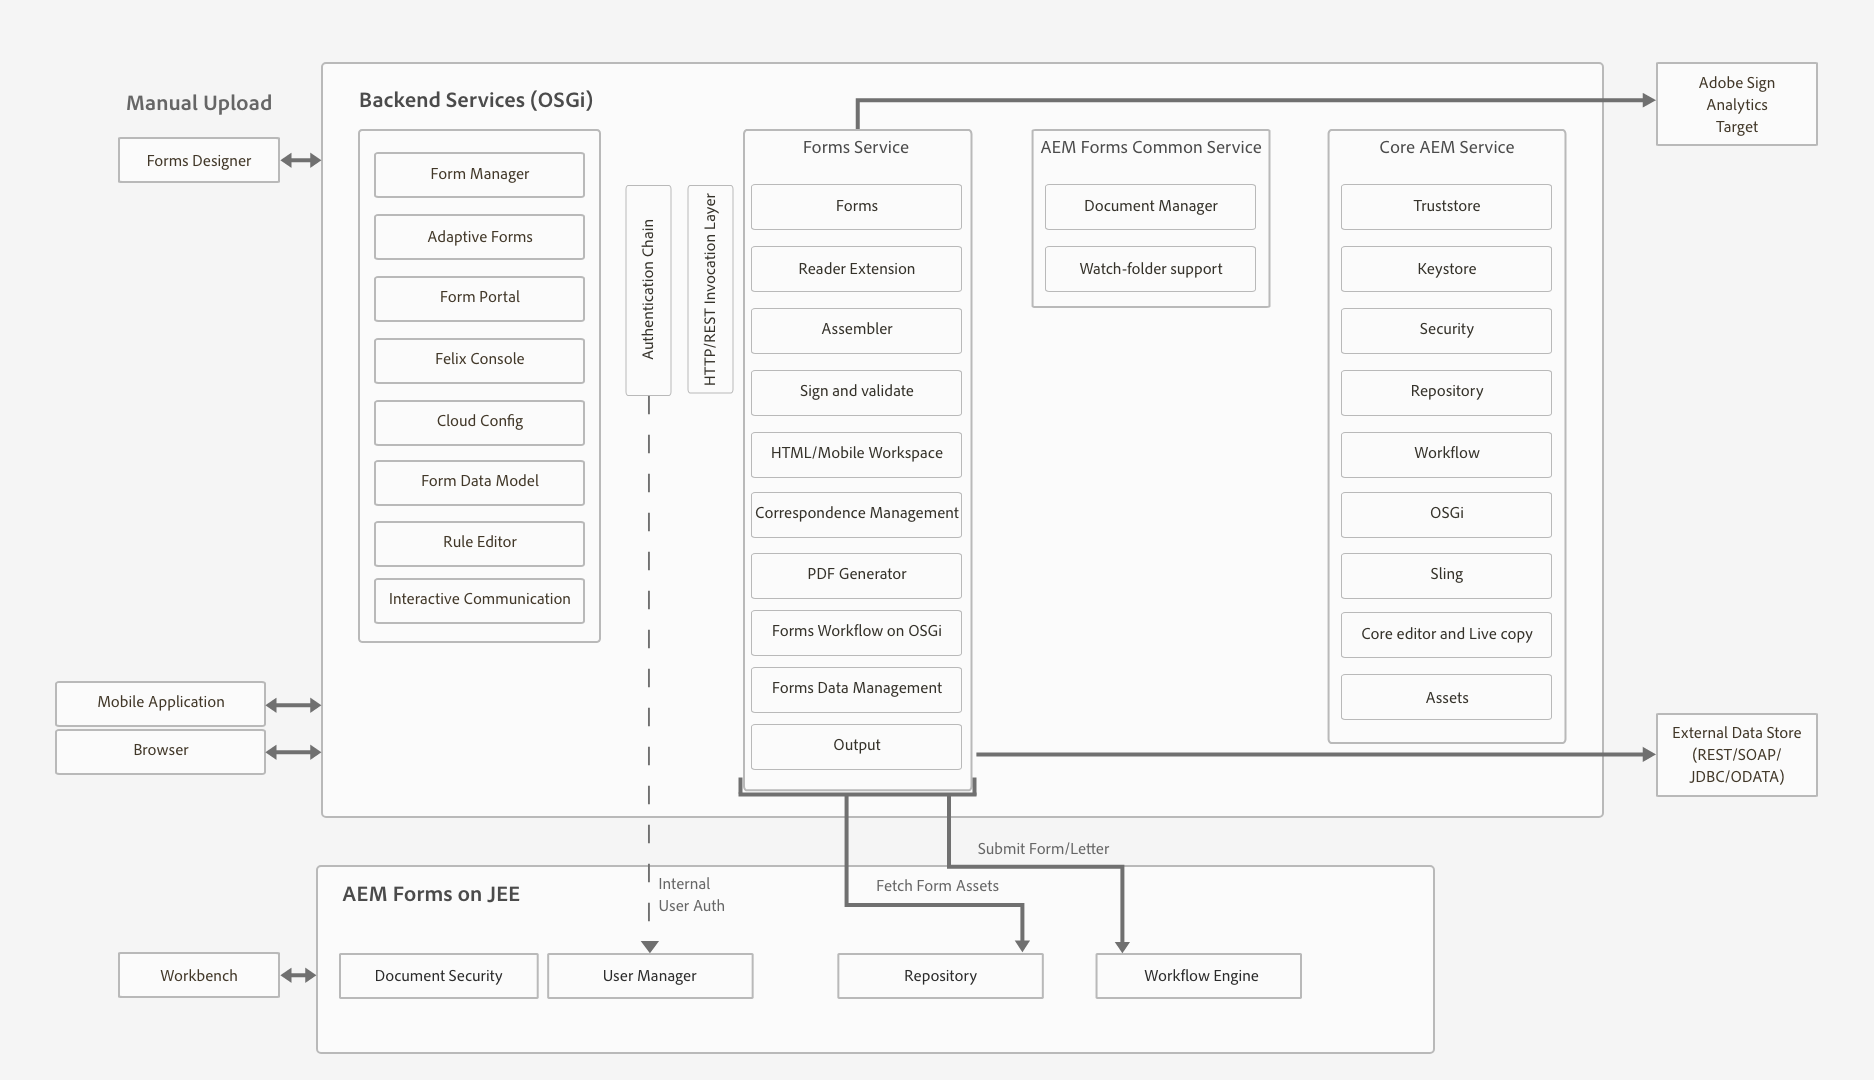 Manual Upload
Forms Designer
Mobile Application
Browser
Backend Services (OSGi)
Form Manager
Adaptive Forms
Form Portal
Felix Console
Cloud Config
Form Data Model
Rule Editor
Interactive Communication
Authentication Chain
HTTP/REST Invocation Layer
Forms Service
Forms
Reader Extension
Assembler
Sign and validate
HTML/Mobile Workspace
Correspondence Management
PDF Generator
Forms Workflow on OSGi
Forms Data Management
Output
AEM Forms Common Service
Document Manager
Watch-folder support
Core AEM Service
Truststore
Keystore
Security
Repository
Workflow
OSGi
Sling
Core editor and Live copy
Assets
Adobe Sign
Analytics
Target
External Data Store
(REST/SOAP/
JDBC/ODATA)
Submit Form/Letter
Fetch Form Assets
Internal
User Auth
AEM Forms on JEE
Workbench
Document Security
User Manager
Repository
Workflow Engine